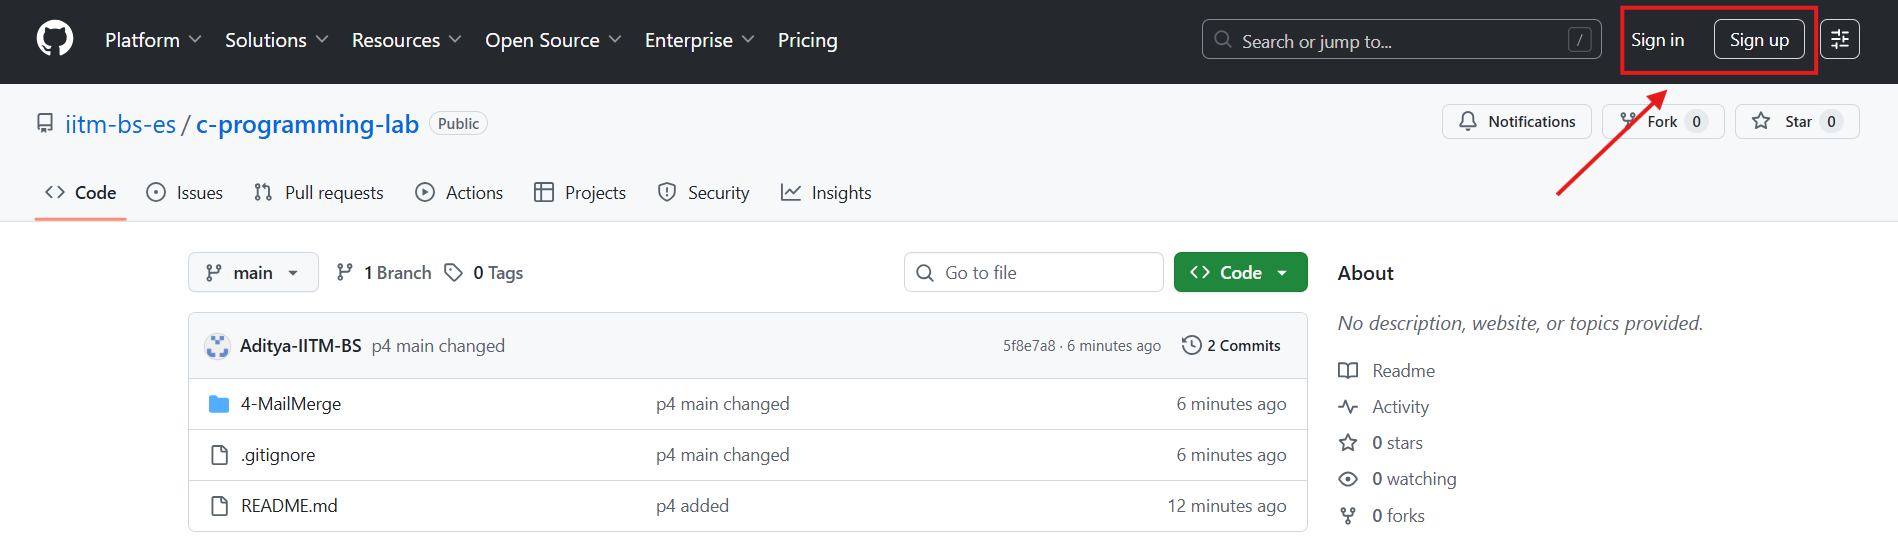 Platform Solutions Resources Open Source Enterprise Pricing Search or jump to... / Sign in Sign up
iitm-bs-es / c-programming-lab Public Notifications Fork 0 Star 0
Code Issues Pull requests Actions Projects Security Insights
main 1 Branch 0 Tags Go to file Code
About
Aditya-IITM-BS p4 main changed 5f8e7a8 · 6 minutes ago 2 Commits
4-MailMerge p4 main changed 6 minutes ago
.gitignore p4 main changed 6 minutes ago
README.md p4 added 12 minutes ago
No description, website, or topics provided.
Readme
Activity
0 stars
0 watching
0 forks